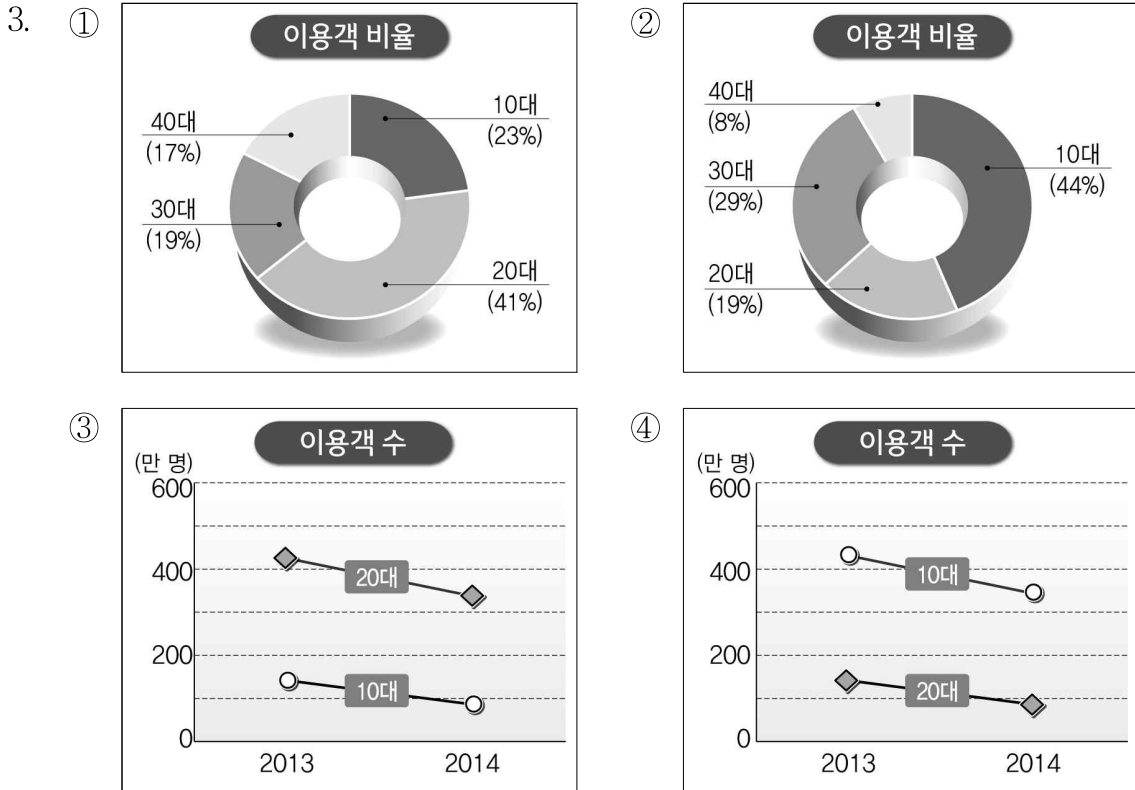 3.
①
이용객 비율
10대
(23%)
40대
(17%)
30대
(19%)
20대
(41%)
②
이용객 비율
40대
(8%)
10대
(44%)
30대
(29%)
20대
(19%)
③
이용객 수
(만 명)
600
400
200
0
20대
10대
2013 2014
④
이용객 수
(만 명)
600
400
200
0
10대
20대
2013 2014